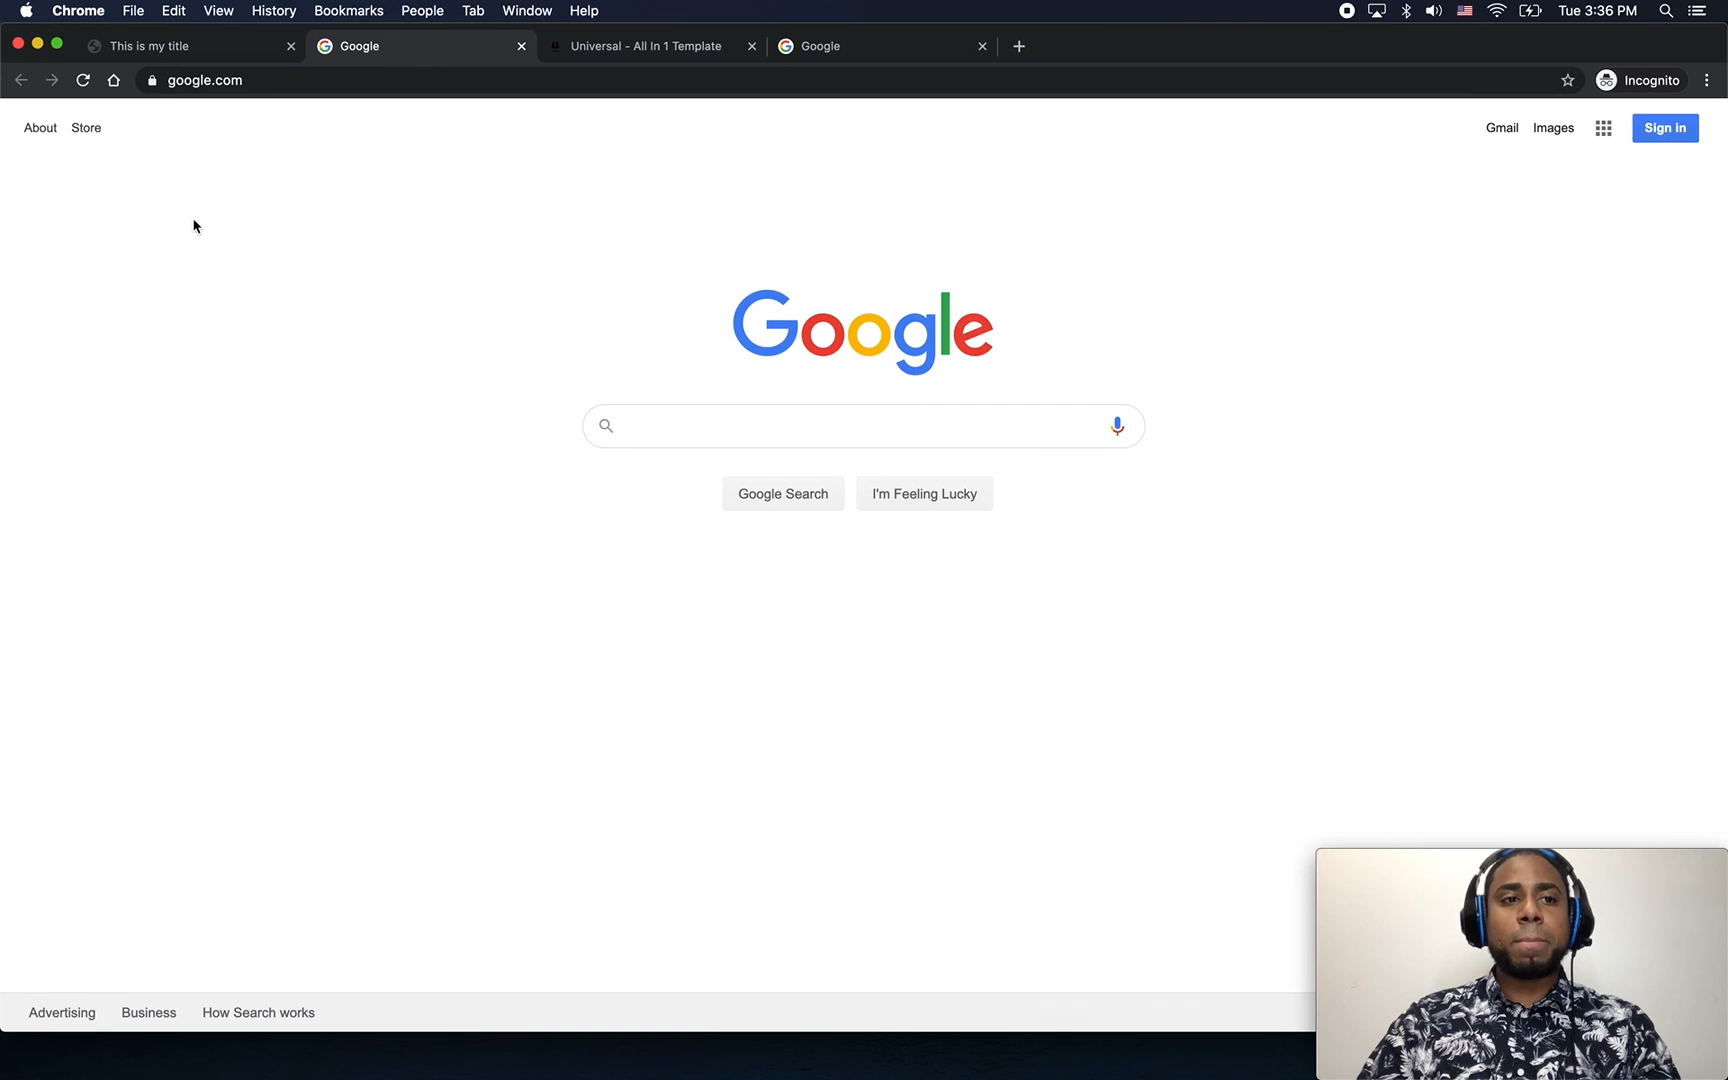 Chrome File Edit View History Bookmarks People Tab Window Help Tue 3:36 PM
This is my title Google Universal - All In 1 Template Google
google.com Incognito
About Store Gmail Images Sign in
Google
Google Search I'm Feeling Lucky
Advertising Business How Search works